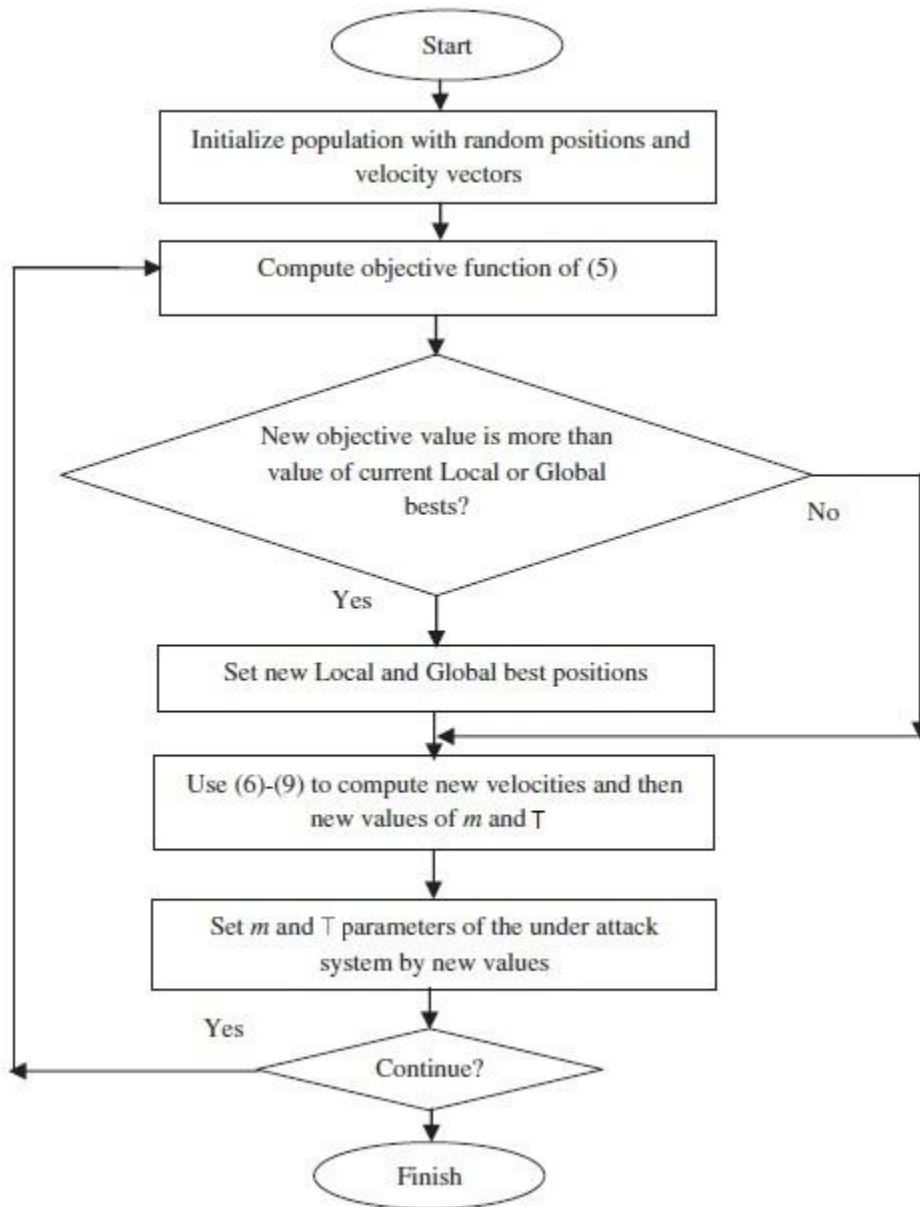 Start
Initialize population with random positions and
velocity vectors
Compute objective function of (5)
New objective value is more than
value of current Local or Global
bests?
No
Yes
Set new Local and Global best positions
Use (6)-(9) to compute new velocities and then
new values of m and T
Set m and T parameters of the under attack
system by new values
Yes
Continue?
Finish